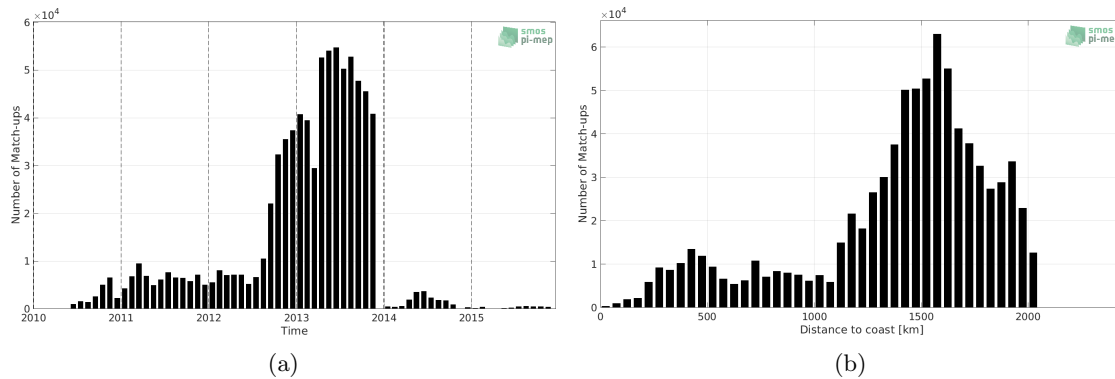 ×10⁴
6
5
4
3
2
1
0
Number of Match-ups
2010 2011 2012 2013 2014 2015
Time
smos
pi-mep
(a)
×10⁴
6
5
4
3
2
1
0
Number of Match-ups
0 500 1000 1500 2000
Distance to coast [km]
smos
pi-me
(b)